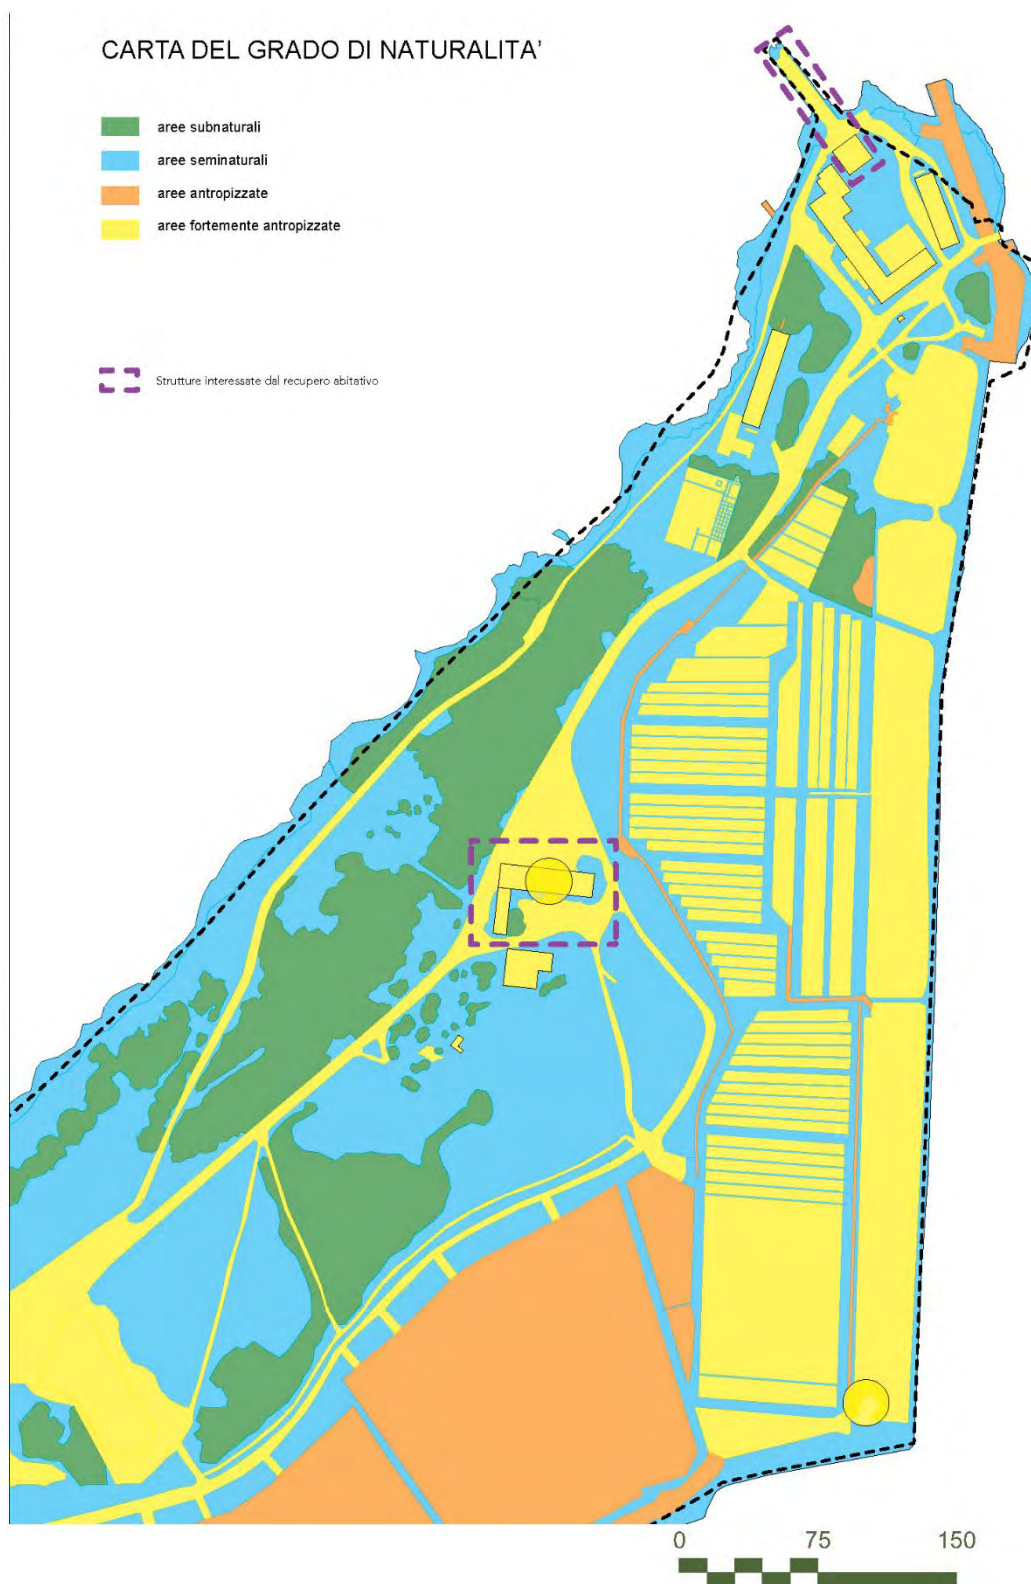 CARTA DEL GRADO DI NATURALITA'
aree subnaturali
aree seminaturali
aree antropizzate
aree fortemente antropizzate
Strutture interessate dal recupero abitativo
0 75 150